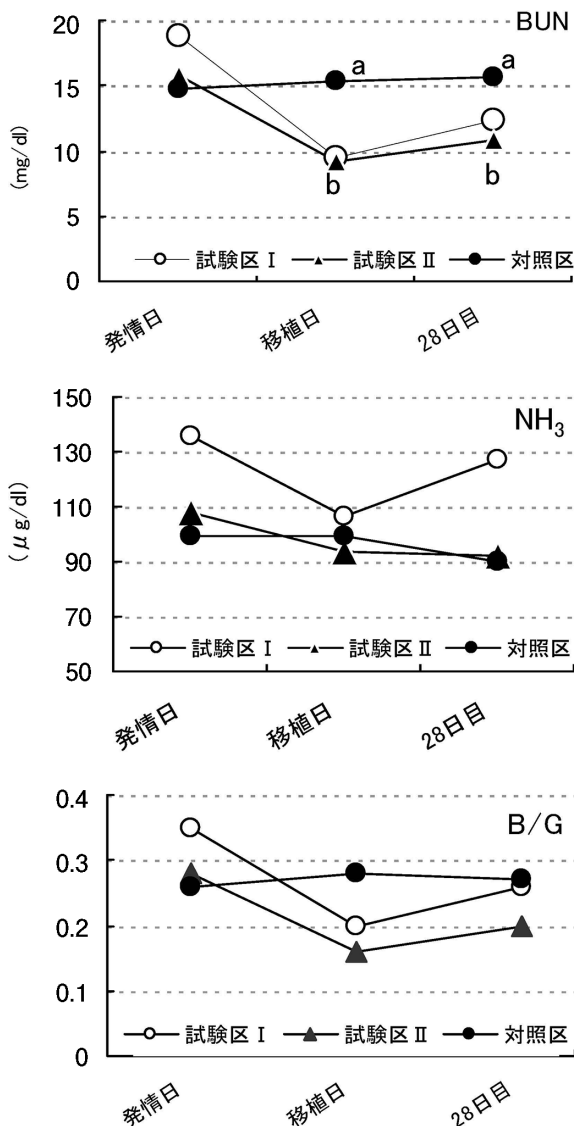 BUN
20
15
10
5
0
(mg/dl)
a
a
b
b
試験区Ⅰ 試験区Ⅱ 対照区
発情日 移植日 28日目
NH₃
150
130
110
90
70
50
(μg/dl)
試験区Ⅰ 試験区Ⅱ 対照区
発情日 移植日 28日目
B/G
0.4
0.3
0.2
0.1
0
試験区Ⅰ 試験区Ⅱ 対照区
発情日 移植日 28日目